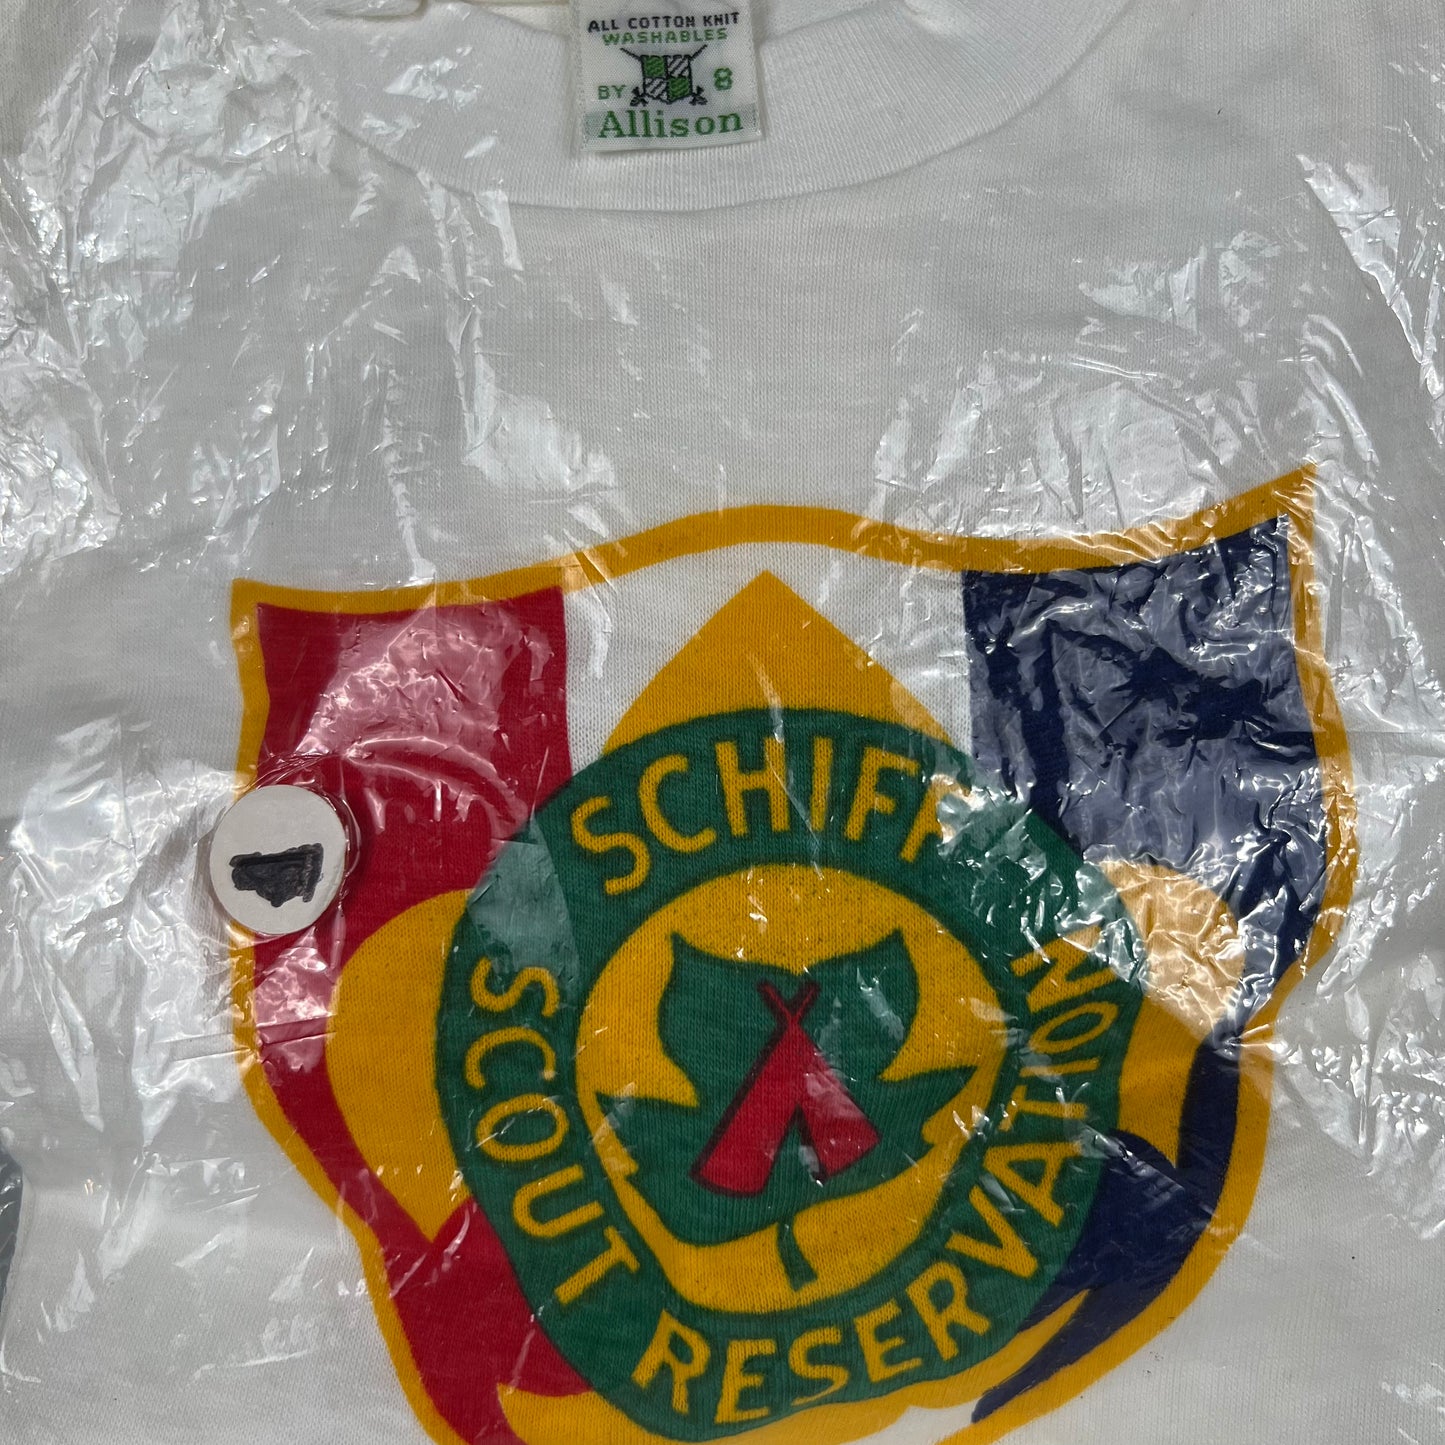 ALL COTTON KNIT
WASHABLES
BY 8
Allison
SCHIFF
SCOUT RESERVATION